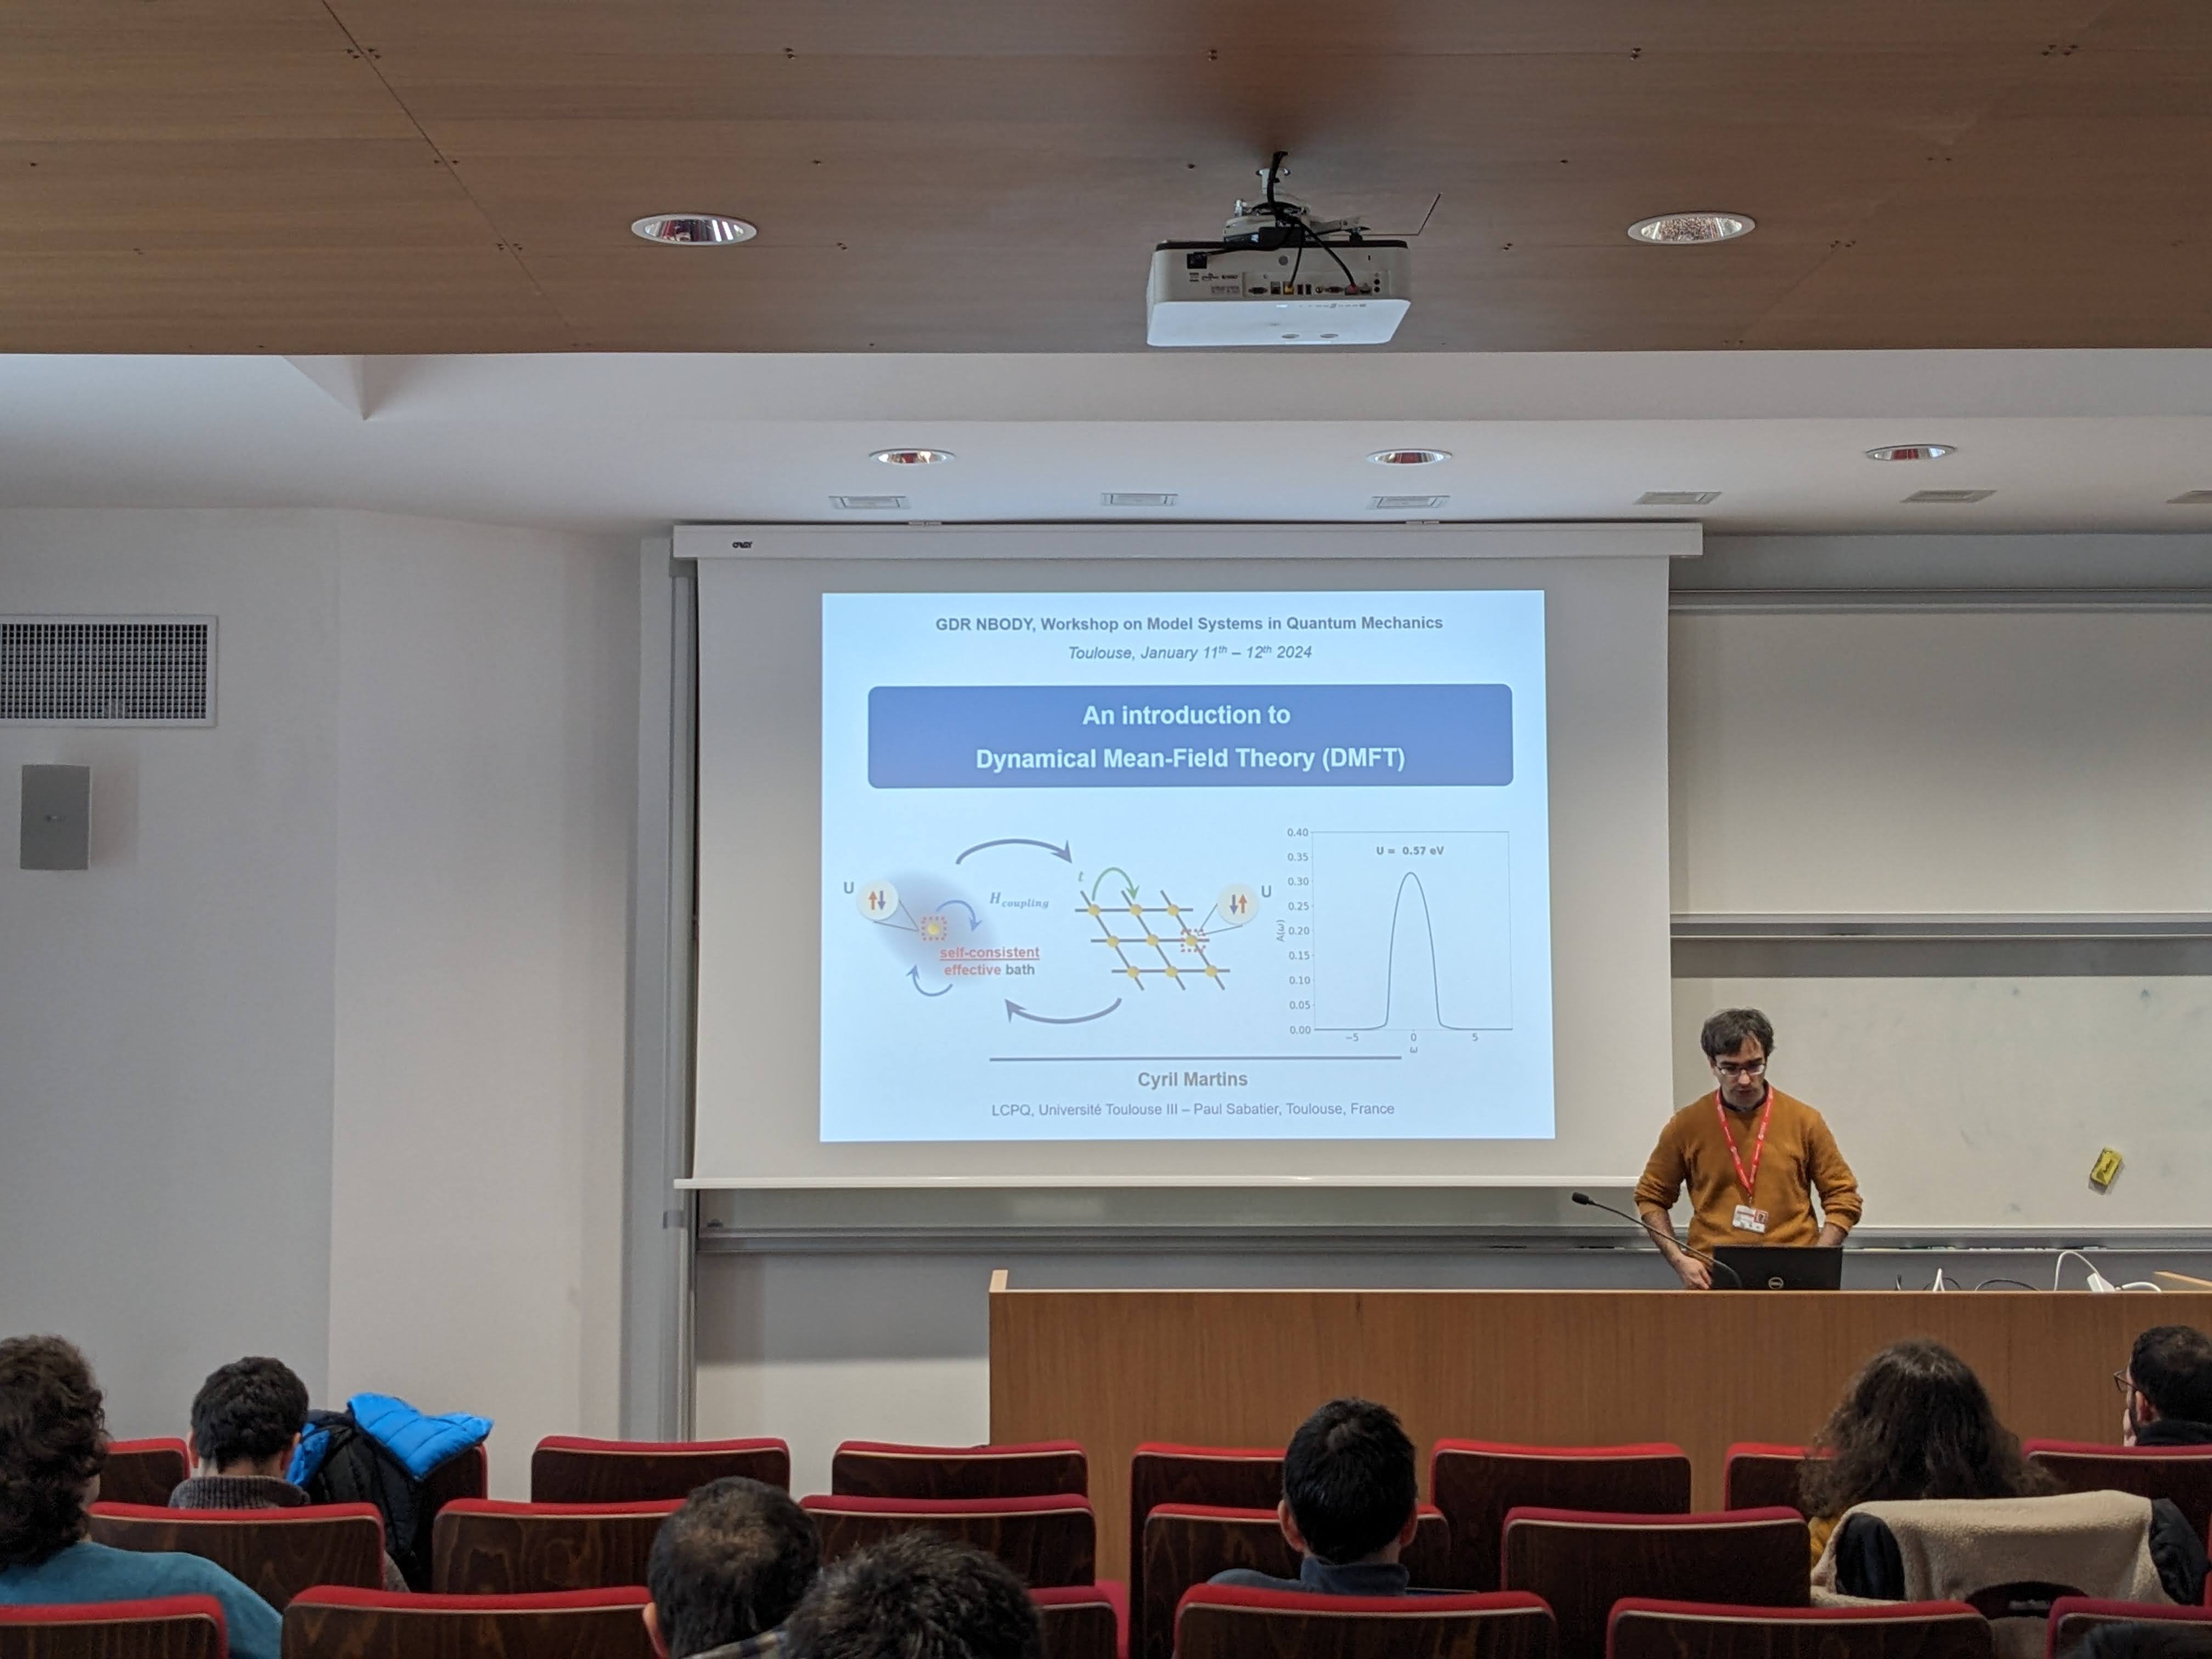 GDR NBODY, Workshop on Model Systems in Quantum Mechanics
Toulouse, January 11th – 12th 2024
An introduction to
Dynamical Mean-Field Theory (DMFT)
U
H coupling
self-consistent
effective bath
t
U
U = 0.57 eV
0.40
0.35
0.30
0.25
0.20
0.15
0.10
0.05
0.00
A(ω)
−5 0 5
ω
Cyril Martins
LCPQ, Université Toulouse III – Paul Sabatier, Toulouse, France
DELL